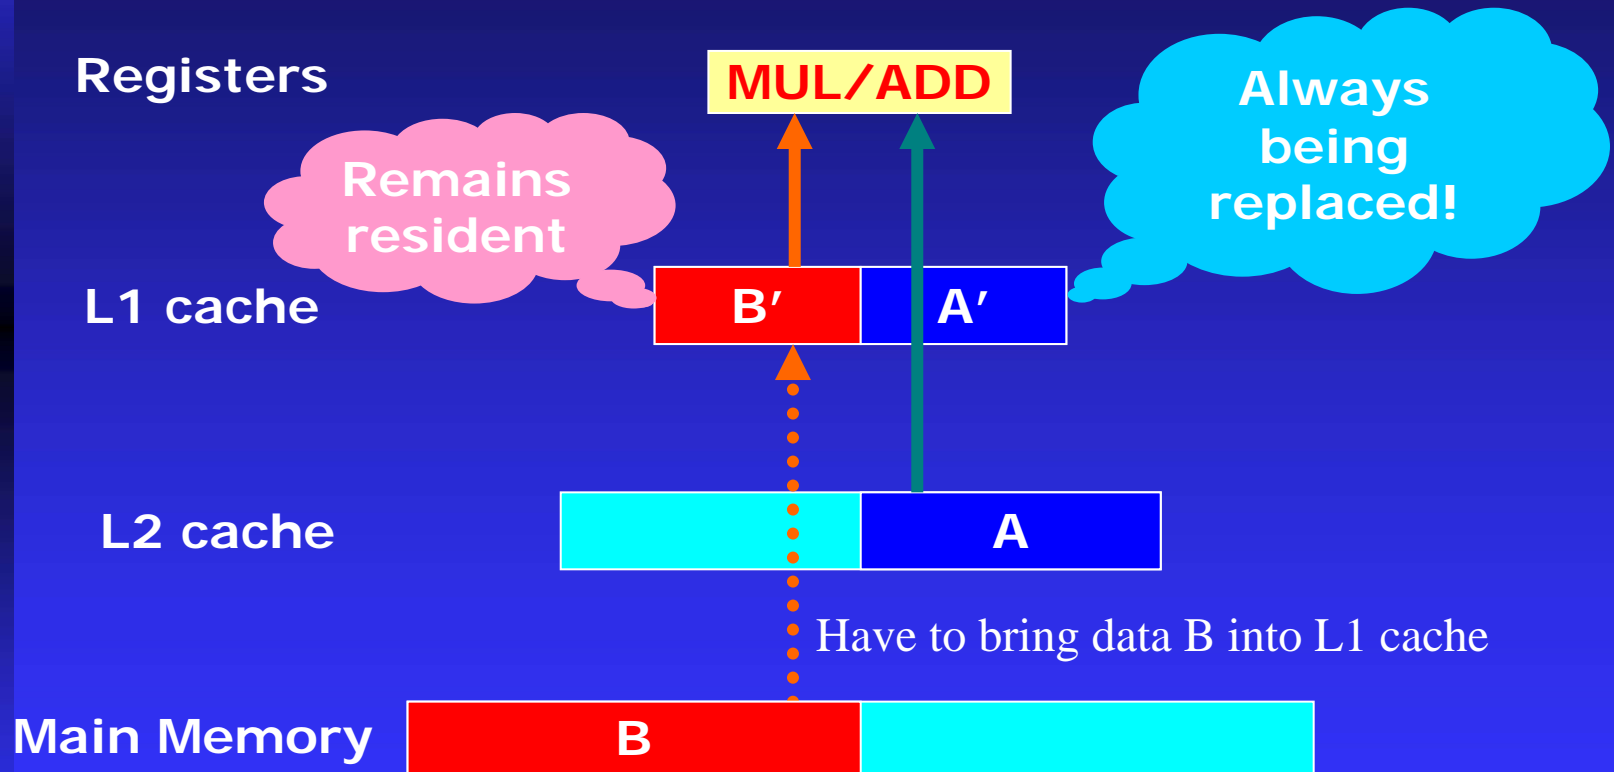 Registers
MUL/ADD
Always
being
replaced!
Remains
resident
L1 cache
B′
A′
L2 cache
A
Have to bring data B into L1 cache
Main Memory
B